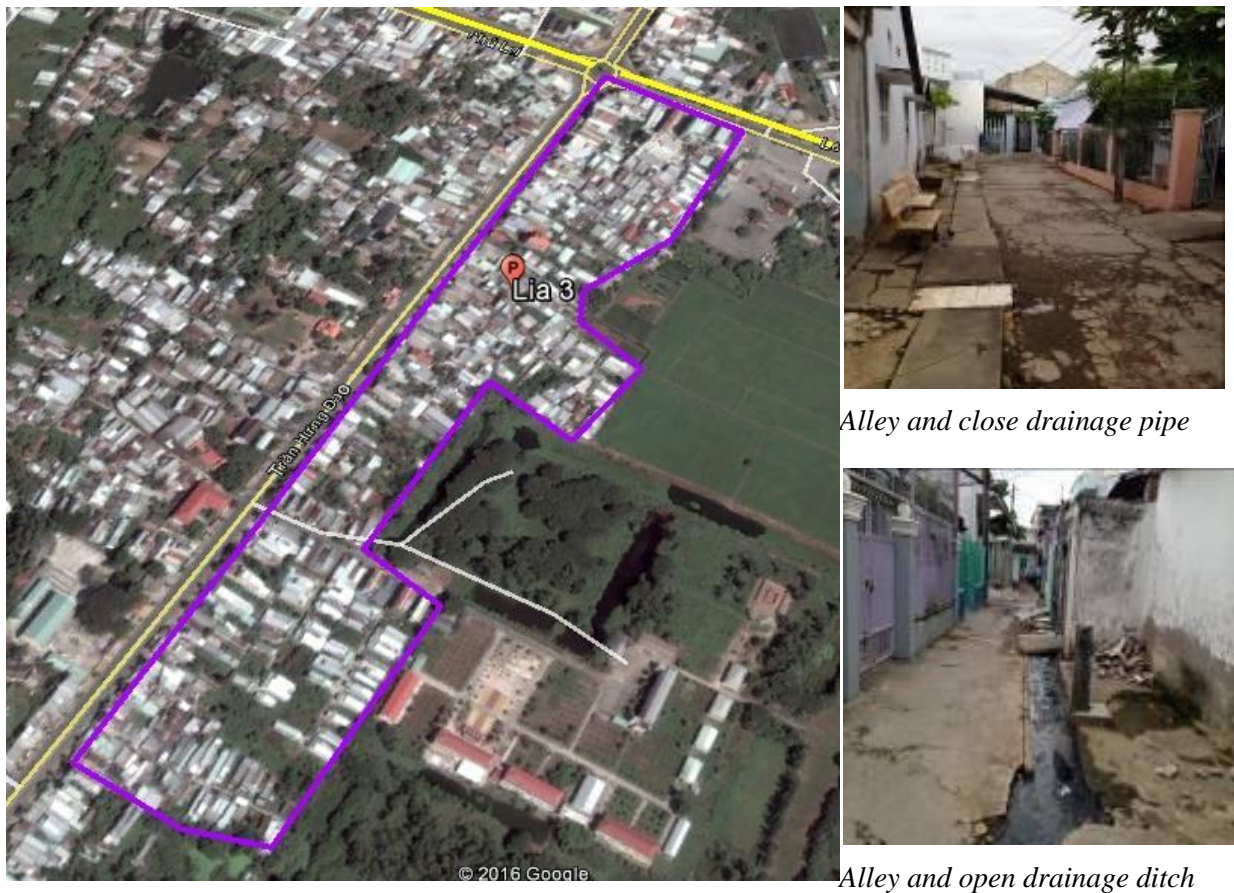 Lia 3
Trần Hưng Đạo
© 2016 Google
Alley and close drainage pipe
Alley and open drainage ditch